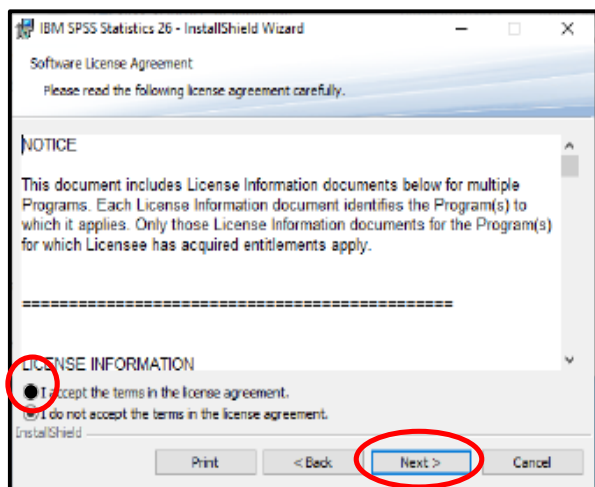 IBM SPSS Statistics 26 - InstallShield Wizard
Software License Agreement
Please read the following license agreement carefully.
NOTICE
This document includes License Information documents below for multiple
Programs. Each License Information document identifies the Program(s) to
which it applies. Only those License Information documents for the Program(s)
for which Licensee has acquired entitlements apply.
==================================================
LICENSE INFORMATION
I accept the terms in the license agreement.
I do not accept the terms in the license agreement.
InstallShield
Print < Back Next > Cancel